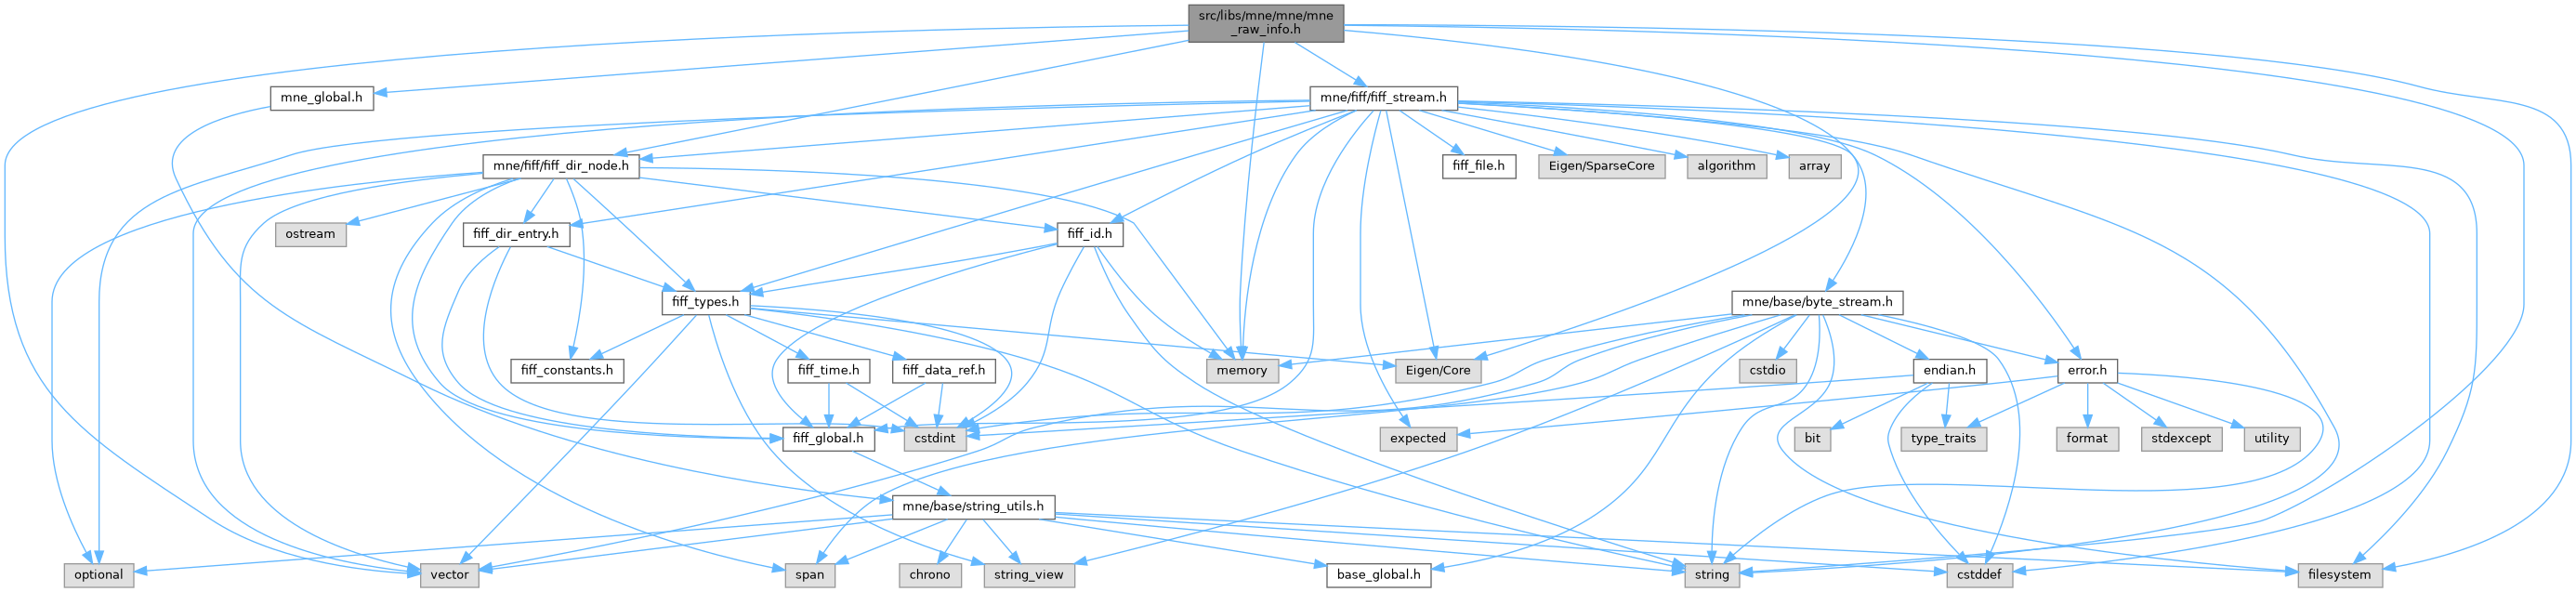 src/libs/mne/mne/mne
_raw_info.h
mne_global.h
mne/fiff/fiff_stream.h
mne/fiff/fiff_dir_node.h
fiff_file.h
Eigen/SparseCore
algorithm
array
ostream
fiff_dir_entry.h
fiff_id.h
fiff_types.h
mne/base/byte_stream.h
fiff_constants.h
fiff_time.h
fiff_data_ref.h
memory
Eigen/Core
cstdio
endian.h
error.h
fiff_global.h
cstdint
expected
bit
type_traits
format
stdexcept
utility
mne/base/string_utils.h
optional
vector
span
chrono
string_view
base_global.h
string
cstddef
filesystem